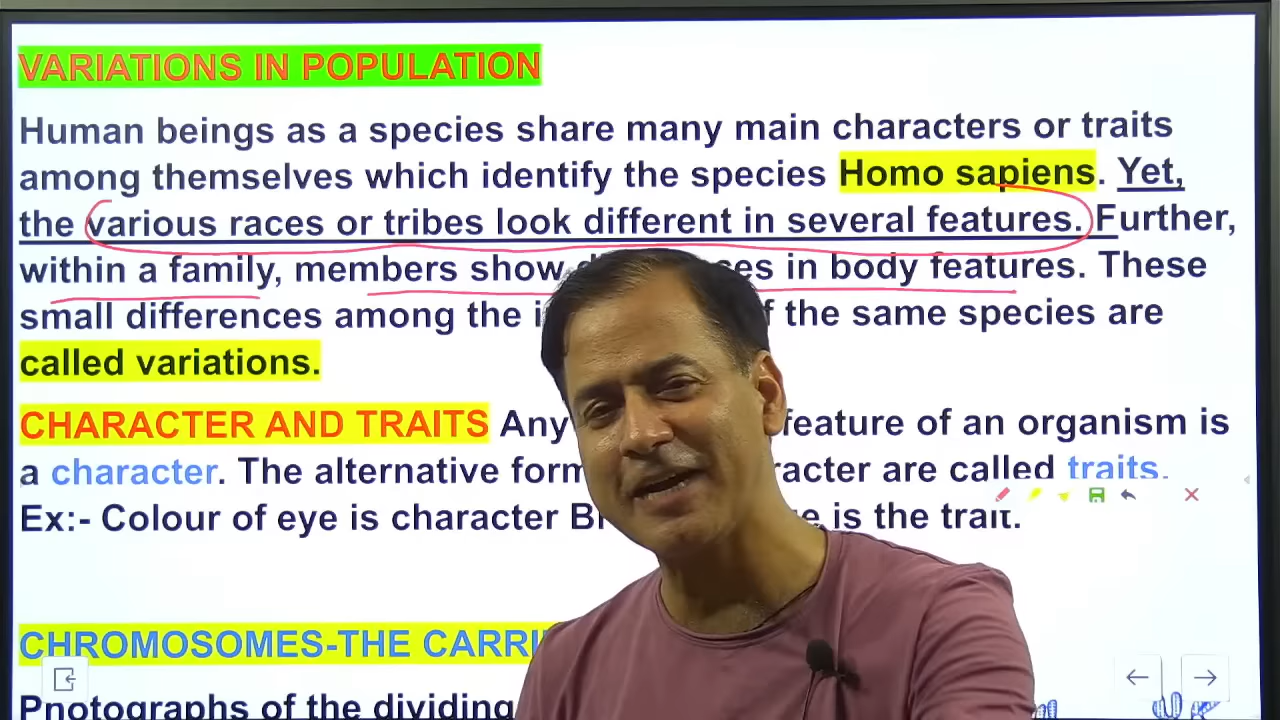 VARIATIONS IN POPULATION
Human beings as a species share many main characters or traits
among themselves which identify the species Homo sapiens. Yet,
the various races or tribes look different in several features. Further,
within a family, members show in body features. These
small differences among the of the same species are
called variations.
CHARACTER AND TRAITS Any feature of an organism is
a character. The alternative form are called traits.
Ex:- Colour of eye is character is the trait.
CHROMOSOMES-THE
Photographs of the dividing